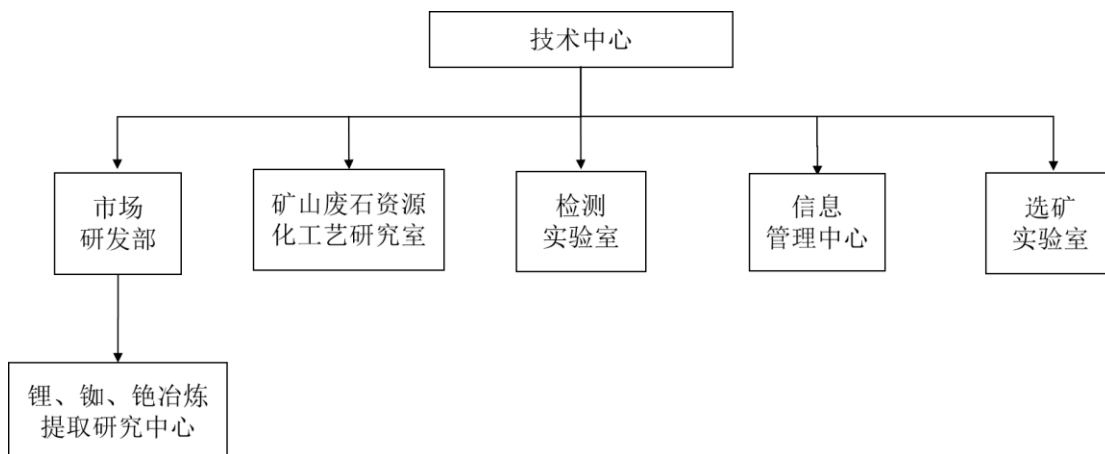 技术中心
市场
研发部
矿山废石资源
化工艺研究室
检测
实验室
信息
管理中心
选矿
实验室
锂、铷、铯冶炼
提取研究中心